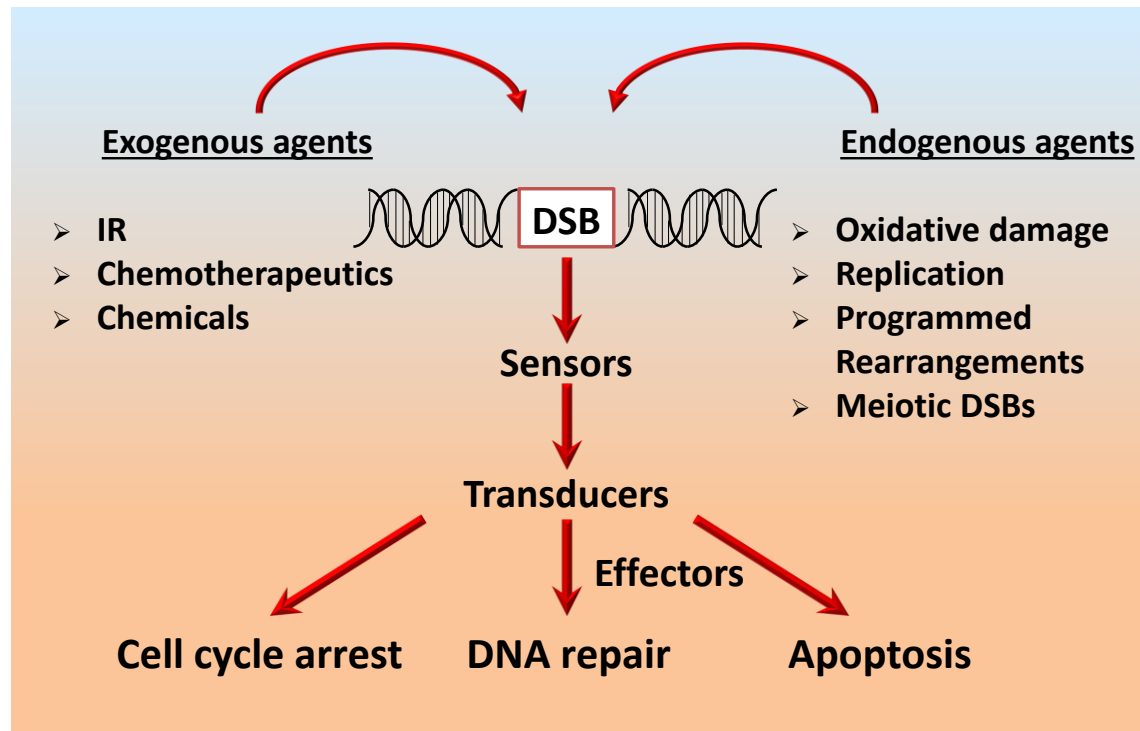 Exogenous agents
Endogenous agents
DSB
➢ IR
➢ Chemotherapeutics
➢ Chemicals
➢ Oxidative damage
➢ Replication
➢ Programmed
Rearrangements
➢ Meiotic DSBs
Sensors
Transducers
Effectors
Cell cycle arrest
DNA repair
Apoptosis